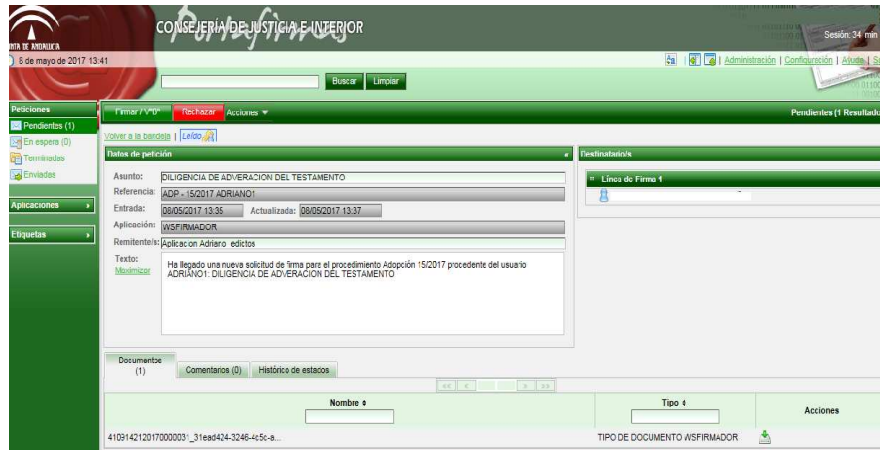 CONSEJERÍA DE JUSTICIA E INTERIOR
Portafirmas
JUNTA DE ANDALUCIA
Sesión: 34 min
8 de mayo de 2017 13:41
Administración | Configuración | Ayuda |
Buscar Limpiar
Peticiones
Pendientes (1)
En espera (0)
Terminadas
Enviadas
Aplicaciones
Etiquetas
Firmar / VºBº Rechazar Acciones
Pendientes (1 Resultado
Volver a la bandeja | Leído
Datos de petición
Asunto: DILIGENCIA DE ADVERACION DEL TESTAMENTO
Referencia: ADP - 15/2017 ADRIANO1
Entrada: 08/05/2017 13:35 Actualizada: 08/05/2017 13:37
Aplicación: WSFIRMADOR
Remitente/s: Aplicacion Adriano edictos
Texto: Ha llegado una nueva solicitud de firma para el procedimiento Adopción 15/2017 procedente del usuario
Maximizar ADRIANO1: DILIGENCIA DE ADVERACION DEL TESTAMENTO
Destinatario/s
Línea de Firma 1
Documentos
(1)
Comentarios (0) Histórico de estados
Nombre Tipo Acciones
410914212017000031_31ead424-3246-4c5c-a... TIPO DE DOCUMENTO WSFIRMADOR